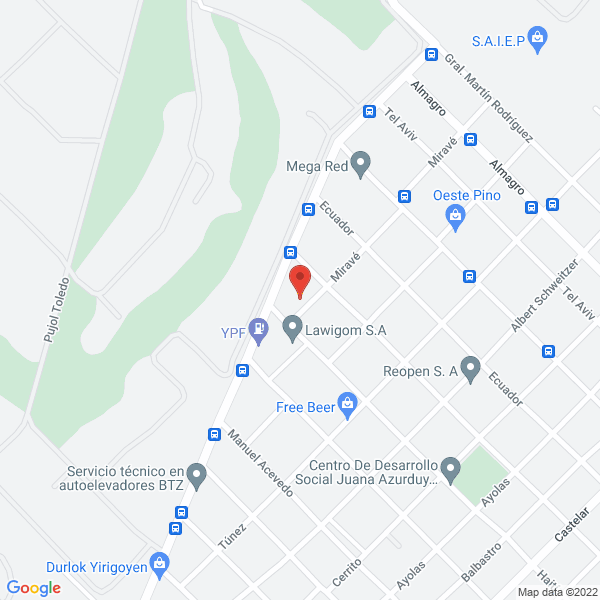 S.A.I.E.P
Gral. Martín Rodríguez
Almagro
Tel Aviv
Miravé
Mega Red
Almagro
Oeste Pino
Ecuador
Miravé
Albert Schweitzer
Pujol Toledo
Tel Aviv
YPF
Lawigom S.A
Reopen S. A
Ecuador
Free Beer
Manuel Acevedo
Servicio técnico en
autoelevadores BTZ
Centro De Desarrollo
Social Juana Azurduy...
Ayolas
Castelar
Túnez
Durlok Yirigoyen
Balbastro
Cerrito
Ayolas
Google
Map data ©2022